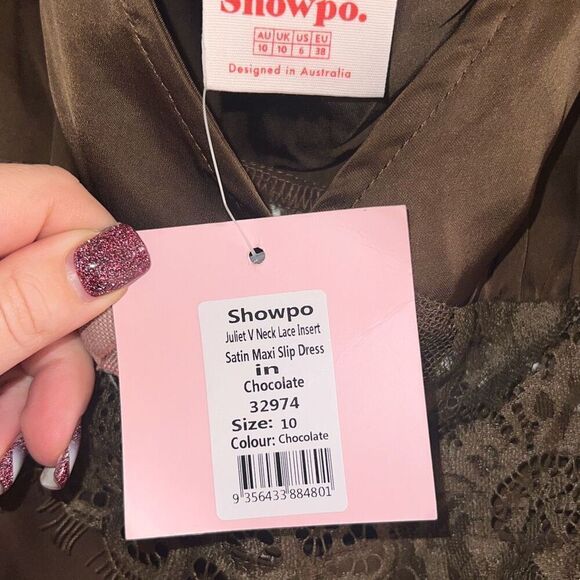 Showpo.
AU UK US EU
10 10 6 38
Designed in Australia
Showpo
Juliet V Neck Lace Insert
Satin Maxi Slip Dress
in
Chocolate
32974
Size: 10
Colour: Chocolate
9 356433 884801